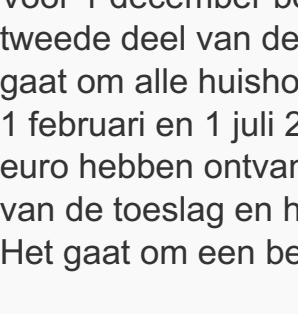 Voor 1 december be
tweede deel van de
gaat om alle huisho
1 februari en 1 juli 2
euro hebben ontvan
van de toeslag en h
Het gaat om een be